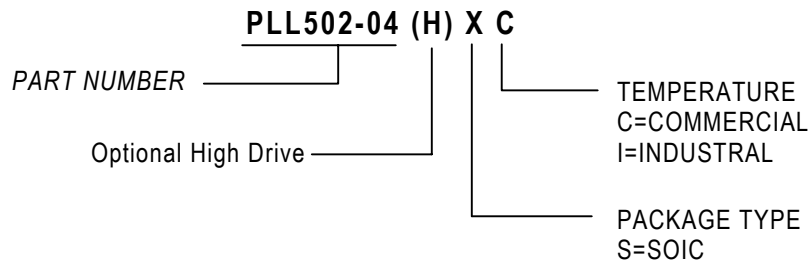 PLL502-04 (H) X C
PART NUMBER
TEMPERATURE
C=COMMERCIAL
I=INDUSTRAL
Optional High Drive
PACKAGE TYPE
S=SOIC